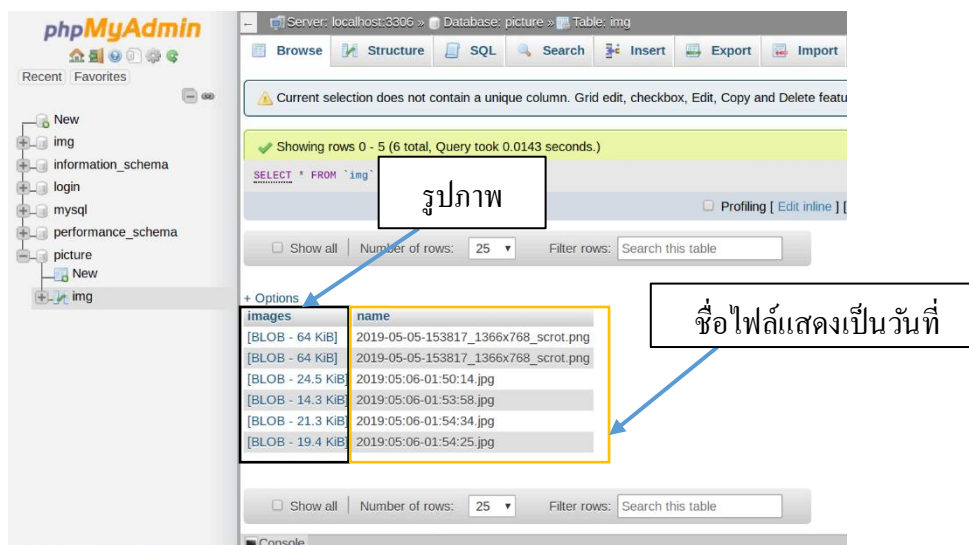 phpMyAdmin
Recent Favorites
New
img
information_schema
login
mysql
performance_schema
picture
New
img
Server: localhost:3306 » Database: picture » Table: img
Browse Structure SQL Search Insert Export Import
Current selection does not contain a unique column. Grid edit, checkbox, Edit, Copy and Delete featu
Showing rows 0 - 5 (6 total, Query took 0.0143 seconds.)
SELECT * FROM `img`
รูปภาพ
Profiling [ Edit inline ] [
Show all Number of rows: 25 Filter rows: Search this table
+ Options
ชื่อไฟล์แสดงเป็นวันที่
images name
[BLOB - 64 KiB] 2019-05-05-153817_1366x768_scrot.png
[BLOB - 64 KiB] 2019-05-05-153817_1366x768_scrot.png
[BLOB - 24.5 KiB] 2019:05:06-01:50:14.jpg
[BLOB - 14.3 KiB] 2019:05:06-01:53:58.jpg
[BLOB - 21.3 KiB] 2019:05:06-01:54:34.jpg
[BLOB - 19.4 KiB] 2019:05:06-01:54:25.jpg
Show all Number of rows: 25 Filter rows: Search this table
Console